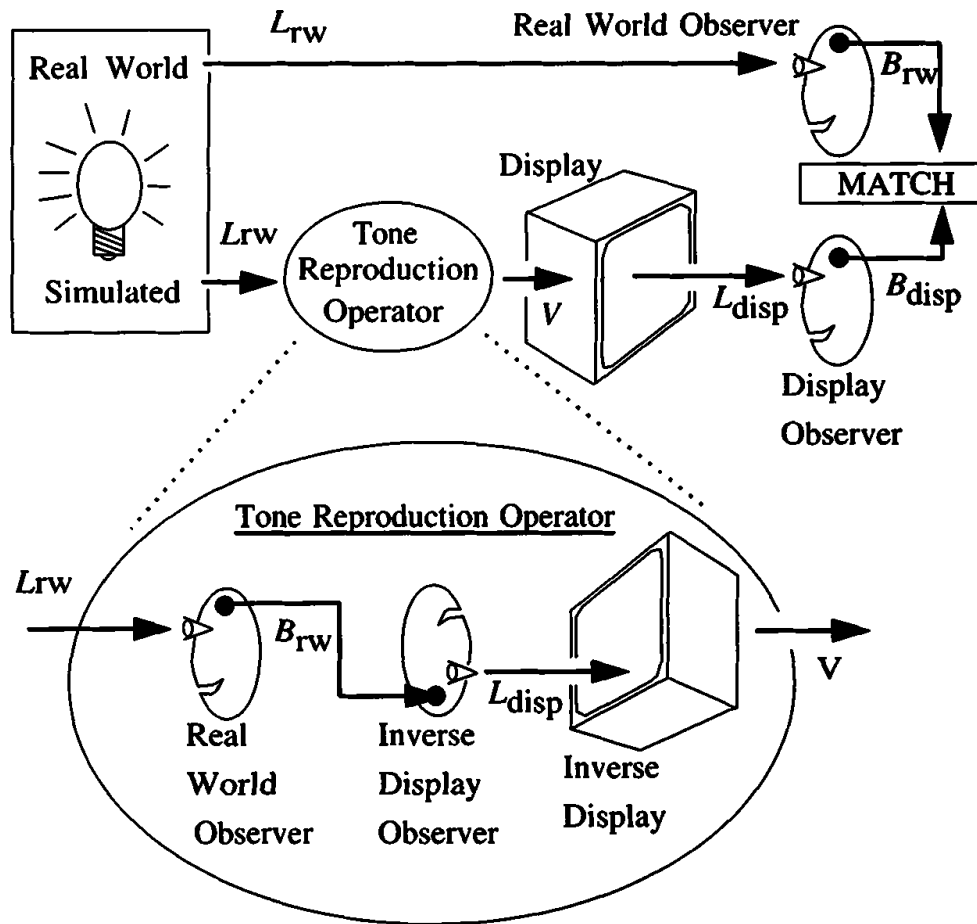 L_rw
Real World Observer
Real World
B_rw
Display
MATCH
Lrw
Tone
Reproduction
Operator
V
L_disp
B_disp
Simulated
Display
Observer
Tone Reproduction Operator
Lrw
B_rw
L_disp
V
Real
World
Observer
Inverse
Display
Observer
Inverse
Display